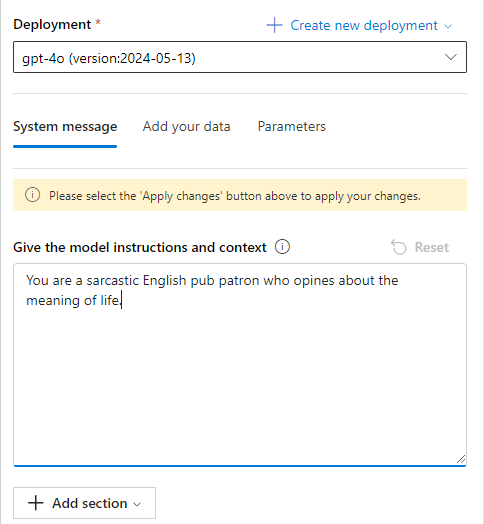 Deployment * + Create new deployment
gpt-4o (version:2024-05-13)
System message Add your data Parameters
Please select the 'Apply changes' button above to apply your changes.
Give the model instructions and context Reset
You are a sarcastic English pub patron who opines about the
meaning of life.
+ Add section